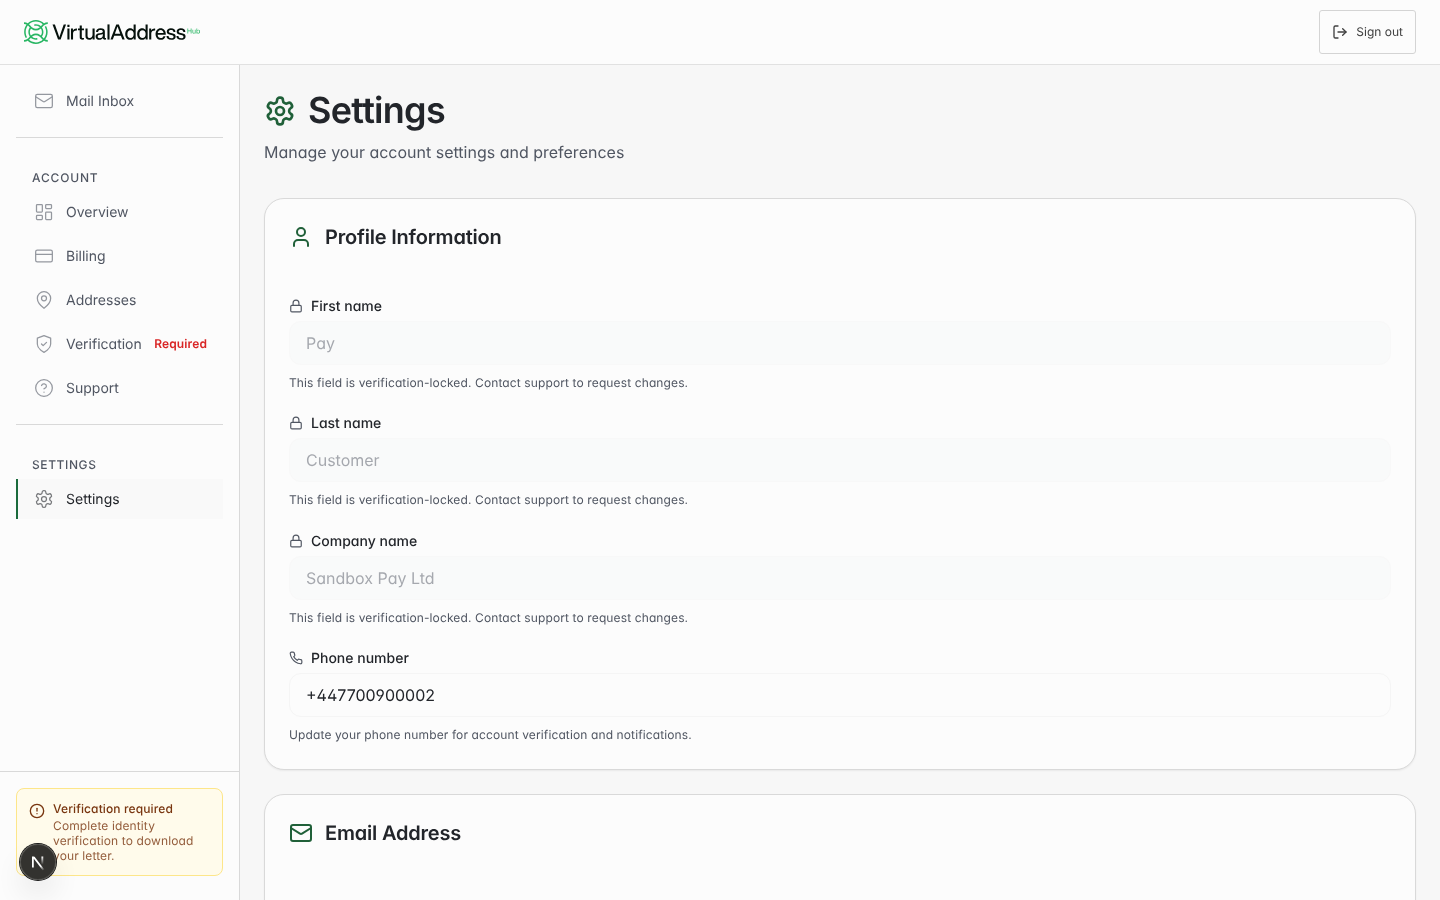 VirtualAddressHub
Sign out
Mail Inbox
ACCOUNT
Overview
Billing
Addresses
Verification Required
Support
SETTINGS
Settings
Verification required
Complete identity
verification to download
your letter.
N
Settings
Manage your account settings and preferences
Profile Information
First name
Pay
This field is verification-locked. Contact support to request changes.
Last name
Customer
This field is verification-locked. Contact support to request changes.
Company name
Sandbox Pay Ltd
This field is verification-locked. Contact support to request changes.
Phone number
+447700900002
Update your phone number for account verification and notifications.
Email Address